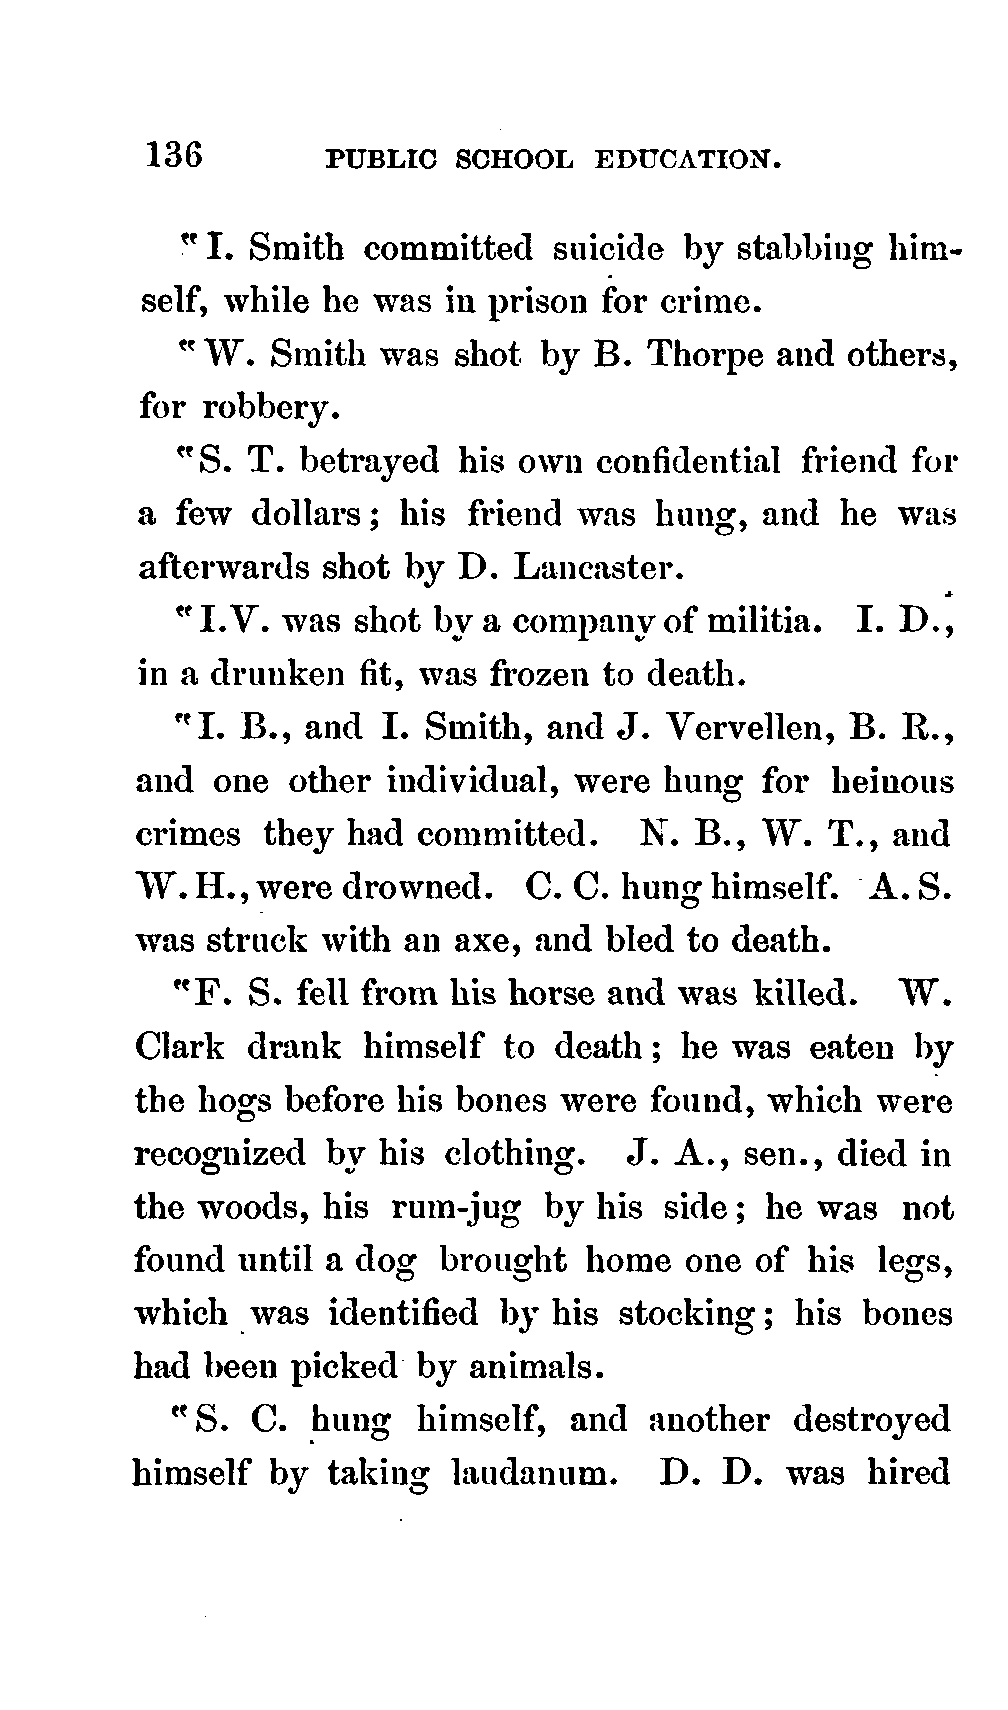 136 PUBLIC SCHOOL EDUCATION.
"I. Smith committed suicide by stabbing him-
self, while he was in prison for crime.
"W. Smith was shot by B. Thorpe and others,
for robbery.
"S. T. betrayed his own confidential friend for
a few dollars; his friend was hung, and he was
afterwards shot by D. Lancaster.
"I. V. was shot by a company of militia. I. D.,
in a drunken fit, was frozen to death.
"I. B., and I. Smith, and J. Vervellen, B. R.,
and one other individual, were hung for heinous
crimes they had committed. N. B., W. T., and
W. H., were drowned. C. C. hung himself. A. S.
was struck with an axe, and bled to death.
"F. S. fell from his horse and was killed. W.
Clark drank himself to death; he was eaten by
the hogs before his bones were found, which were
recognized by his clothing. J. A., sen., died in
the woods, his rum-jug by his side; he was not
found until a dog brought home one of his legs,
which was identified by his stocking; his bones
had been picked by animals.
"S. C. hung himself, and another destroyed
himself by taking laudanum. D. D. was hired